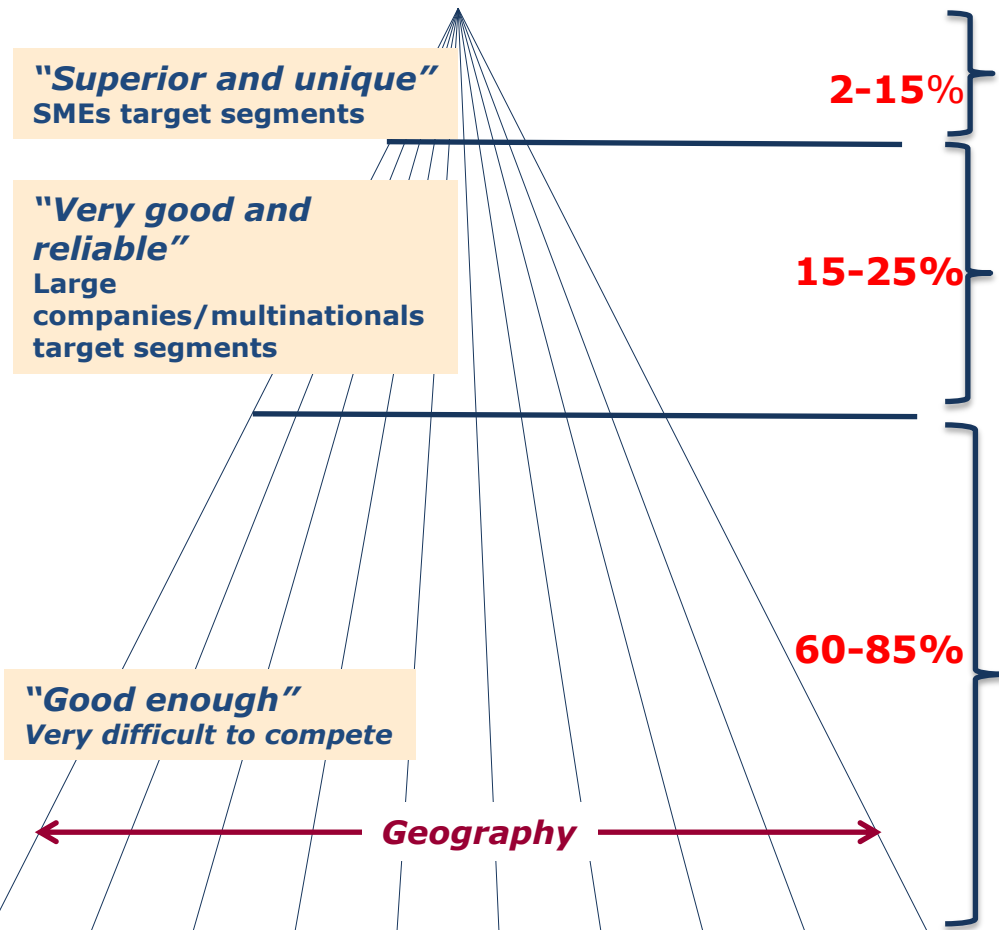 “Superior and unique”
SMEs target segments
2-15%
“Very good and
reliable”
Large
companies/multinationals
target segments
15-25%
60-85%
“Good enough”
Very difficult to compete
Geography